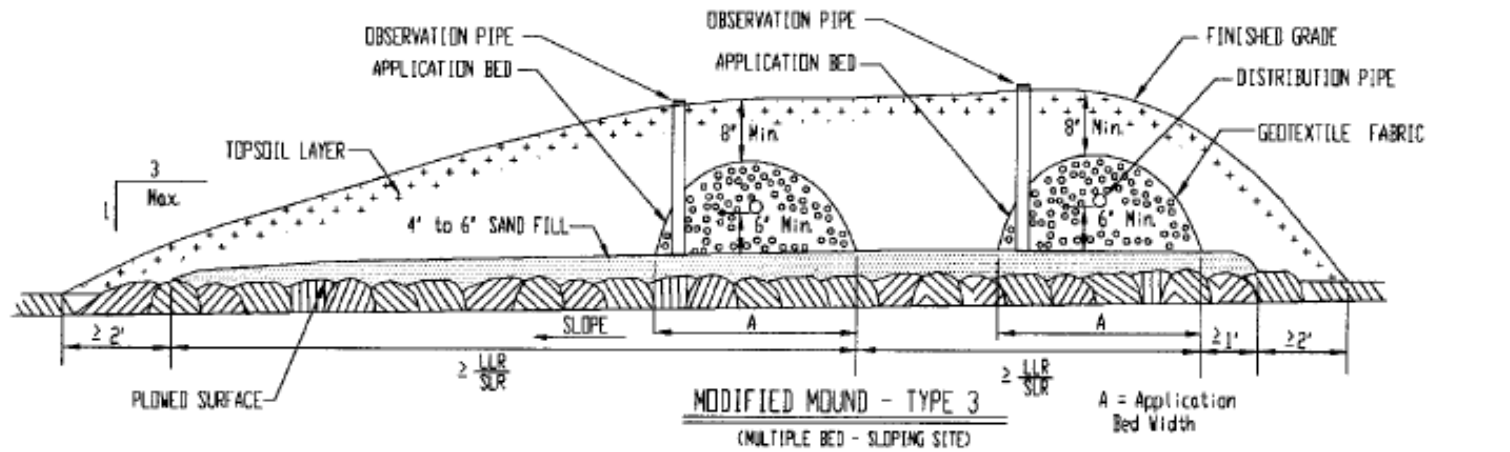 OBSERVATION PIPE
OBSERVATION PIPE
FINISHED GRADE
APPLICATION BED
APPLICATION BED
DISTRIBUTION PIPE
8" Min.
8" Min.
GEOTEXTILE FABRIC
TOPSOIL LAYER
3
1
Max.
4" to 6" SAND FILL
6" Min.
6" Min.
SLOPE
A
A
≥ 2'
≥ LLR
SLR
≥ LLR
SLR
≥1'
≥2'
PLOWED SURFACE
MODIFIED MOUND - TYPE 3
(MULTIPLE BED - SLOPING SITE)
A = Application
Bed Width